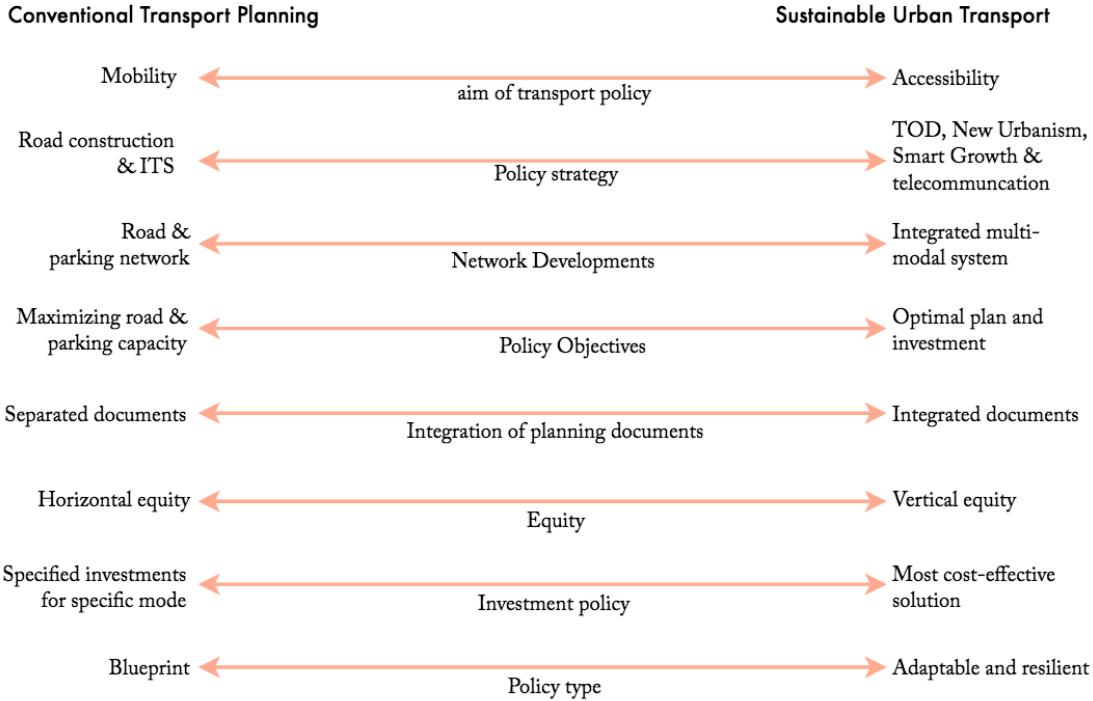 Conventional Transport Planning
Sustainable Urban Transport
Mobility
aim of transport policy
Accessibility
Road construction
& ITS
Policy strategy
TOD, New Urbanism,
Smart Growth &
telecommuncation
Road &
parking network
Network Developments
Integrated multi-
modal system
Maximizing road &
parking capacity
Policy Objectives
Optimal plan and
investment
Separated documents
Integration of planning documents
Integrated documents
Horizontal equity
Equity
Vertical equity
Specified investments
for specific mode
Investment policy
Most cost-effective
solution
Blueprint
Policy type
Adaptable and resilient